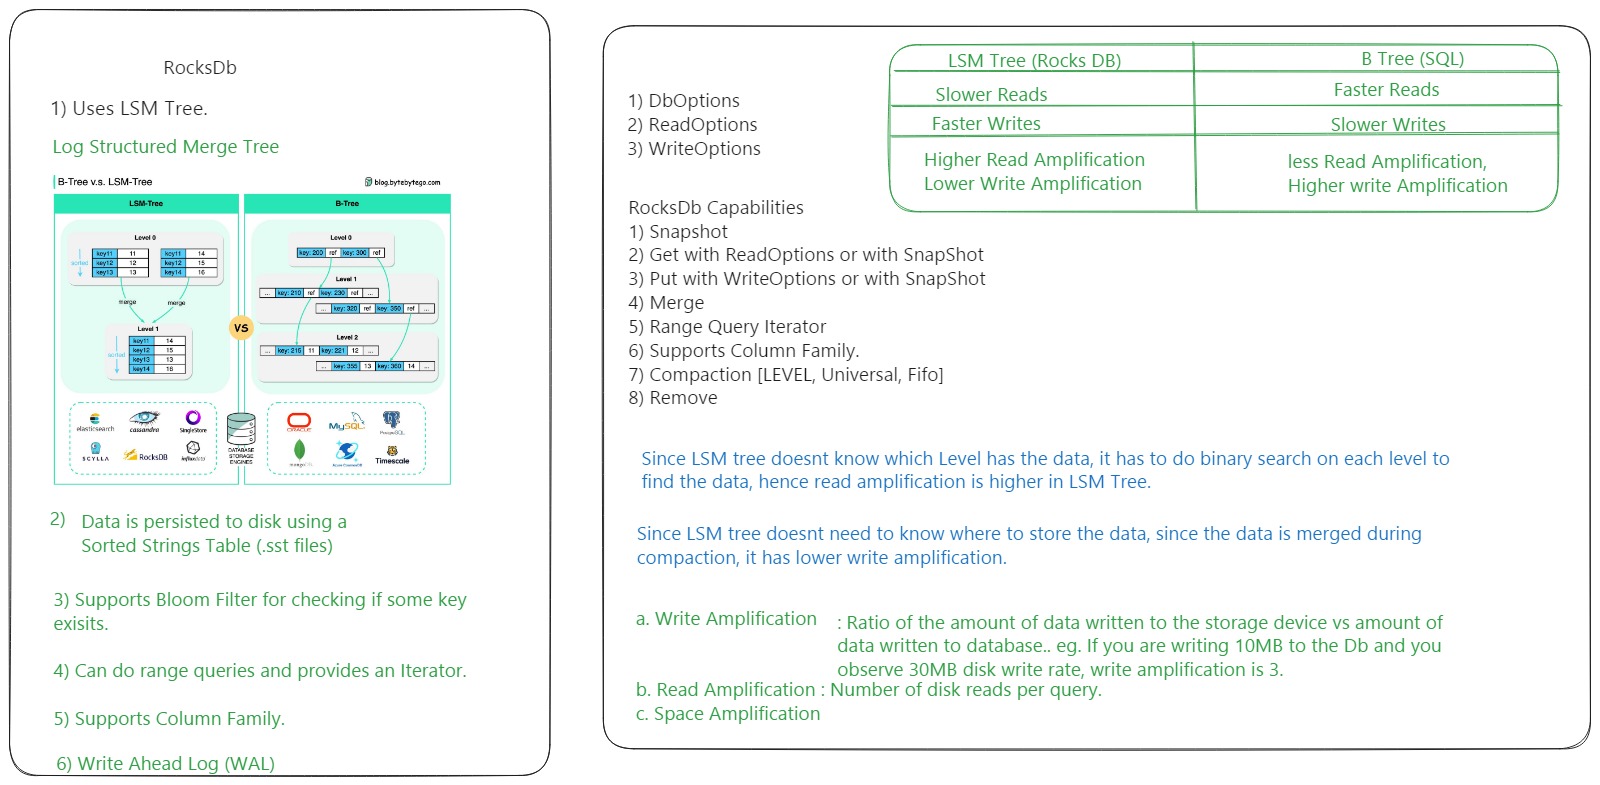 RocksDb
1) Uses LSM Tree.
Log Structured Merge Tree
B-Tree v.s. LSM-Tree
blog.bytebytego.com
LSM-Tree
Level 0
sorted
key11 11
key12 12
key13 13
key11 14
key12 15
key14 16
merge
merge
Level 1
sorted
key11 14
key12 15
key13 13
key14 16
elasticsearch
cassandra
SingleStore
SCYLLA
RocksDB
influxdata
VS
DATABASE
STORAGE
ENGINES
B-Tree
Level 0
key: 200 ref key: 300 ref
Level 1
... key: 210 ref key: 230 ref ...
... key: 320 ref key: 350 ref ...
Level 2
... key: 215 11 key: 221 12 ...
... key: 355 13 key: 360 14 ...
ORACLE
MySQL
PostgreSQL
mongoDB
Azure CosmosDB
Timescale
2) Data is persisted to disk using a
Sorted Strings Table (.sst files)
3) Supports Bloom Filter for checking if some key
exisits.
4) Can do range queries and provides an Iterator.
5) Supports Column Family.
6) Write Ahead Log (WAL)
1) DbOptions
2) ReadOptions
3) WriteOptions
LSM Tree (Rocks DB)
B Tree (SQL)
Slower Reads
Faster Reads
Faster Writes
Slower Writes
Higher Read Amplification
Lower Write Amplification
less Read Amplification,
Higher write Amplification
RocksDb Capabilities
1) Snapshot
2) Get with ReadOptions or with SnapShot
3) Put with WriteOptions or with SnapShot
4) Merge
5) Range Query Iterator
6) Supports Column Family.
7) Compaction [LEVEL, Universal, Fifo]
8) Remove
Since LSM tree doesnt know which Level has the data, it has to do binary search on each level to
find the data, hence read amplification is higher in LSM Tree.
Since LSM tree doesnt need to know where to store the data, since the data is merged during
compaction, it has lower write amplification.
a. Write Amplification : Ratio of the amount of data written to the storage device vs amount of
data written to database.. eg. If you are writing 10MB to the Db and you
observe 30MB disk write rate, write amplification is 3.
b. Read Amplification : Number of disk reads per query.
c. Space Amplification